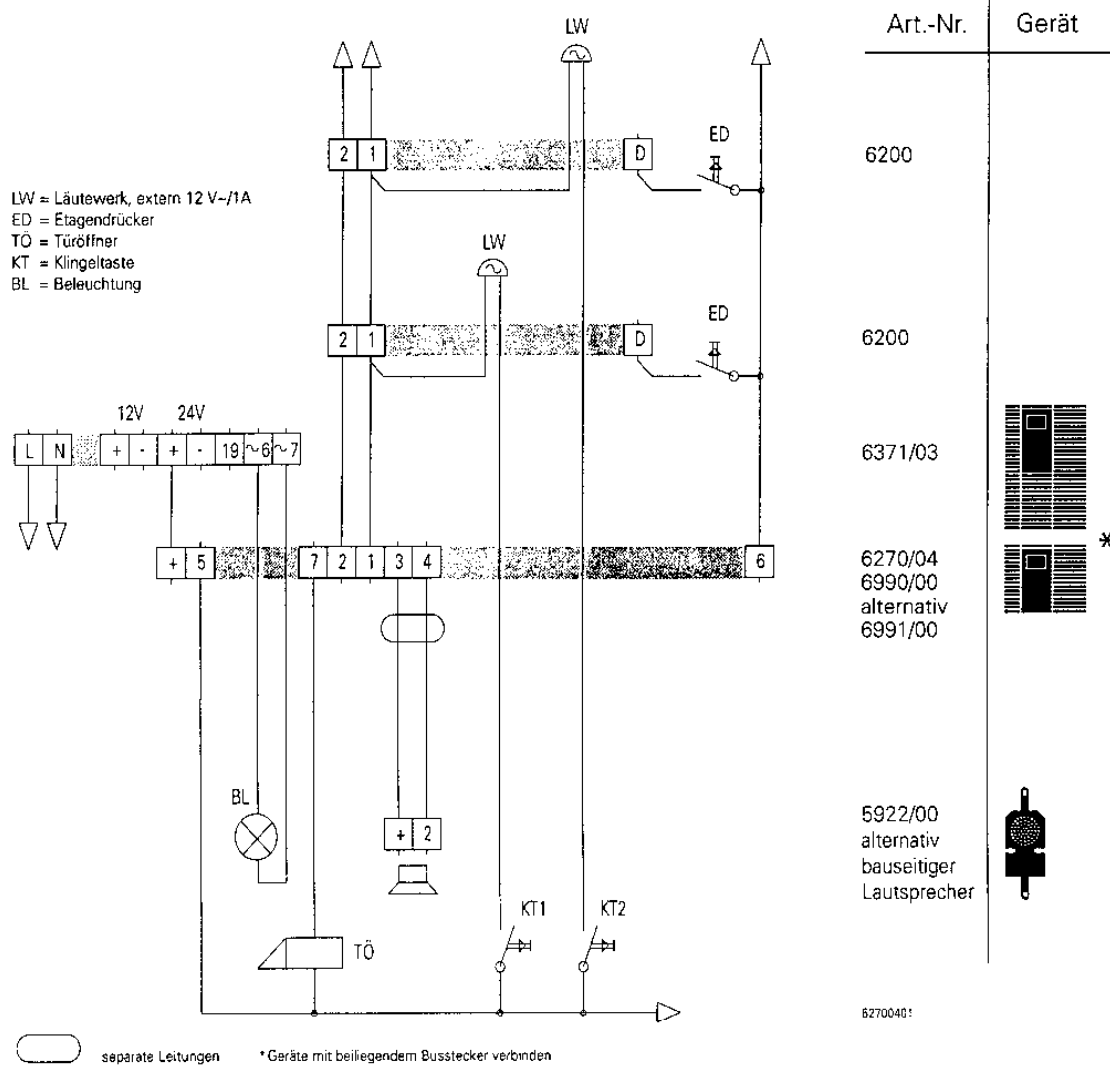 Art.-Nr. Gerät
LW
2 1 D ED 6200
LW = Läutewerk, extern 12 V~/1A
ED = Etagendrücker
TÖ = Türöffner
KT = Klingeltaste
BL = Beleuchtung
LW
2 1 D ED 6200
12V 24V
L N + - + - 19 ~6 ~7 6371/03
*
+ 5 7 2 1 3 4 6 6270/04
6990/00
alternativ
6991/00
BL
+ 2
5922/00
alternativ
bauseitiger
Lautsprecher
KT1 KT2
TÖ
62700401
separate Leitungen * Geräte mit beiliegendem Busstecker verbinden